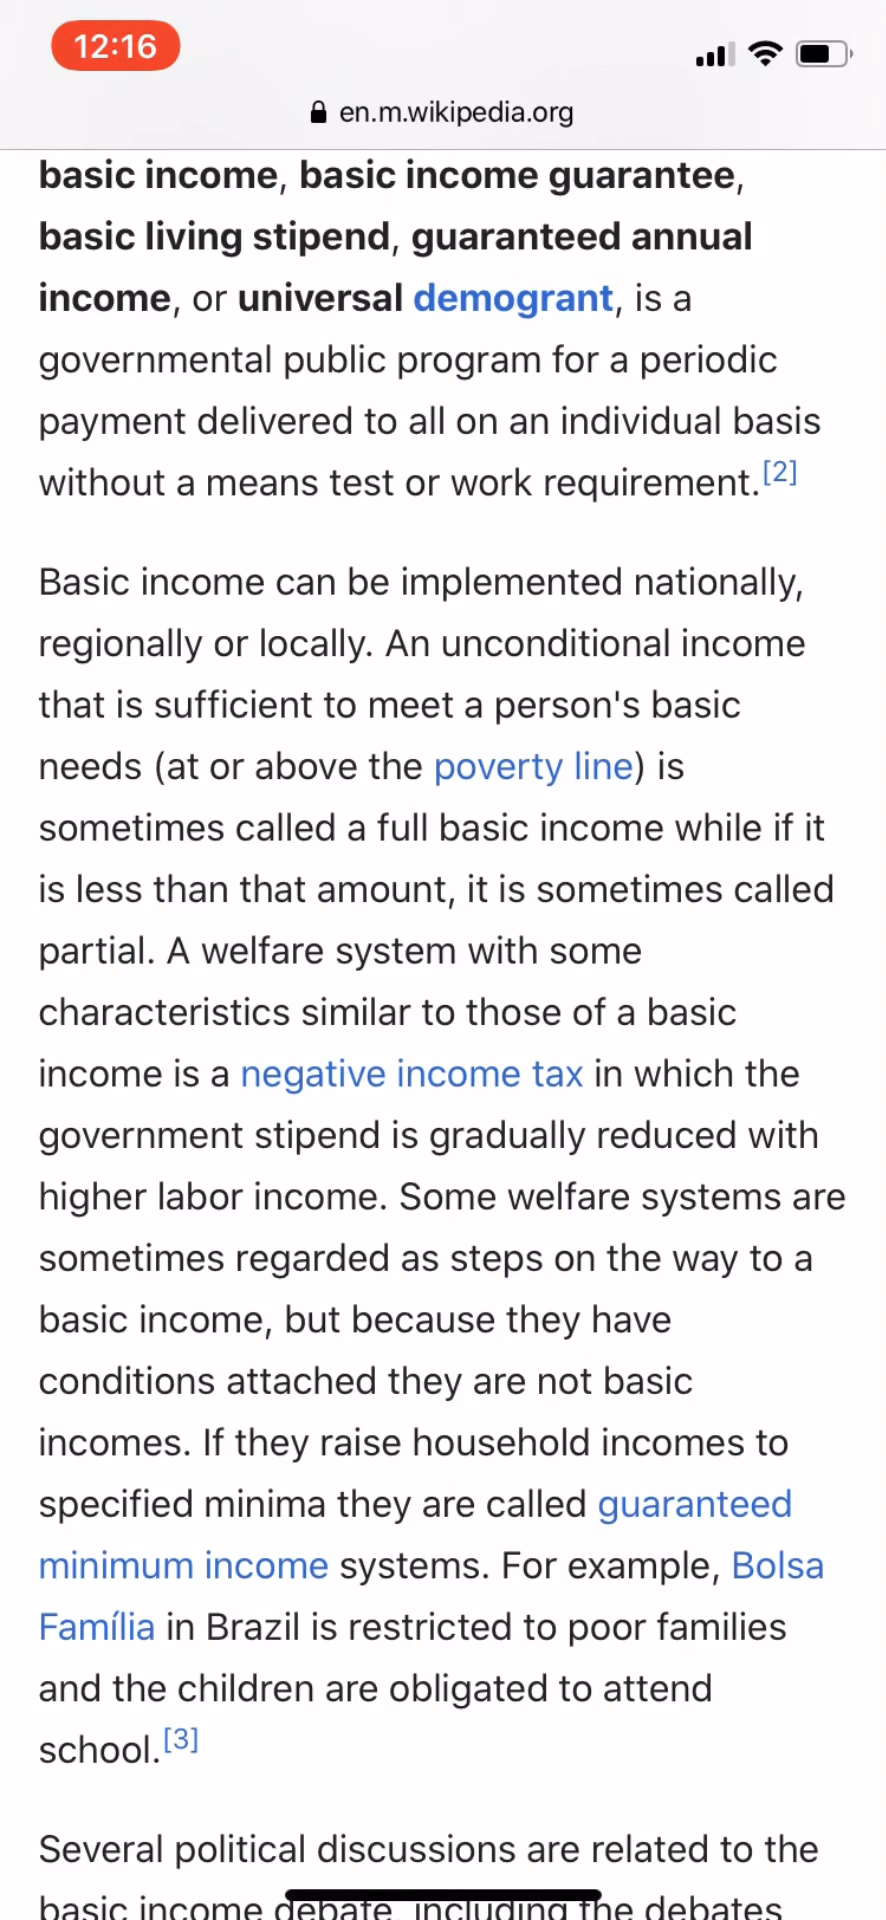 12:16
en.m.wikipedia.org
basic income, basic income guarantee,
basic living stipend, guaranteed annual
income, or universal demogrant, is a
governmental public program for a periodic
payment delivered to all on an individual basis
without a means test or work requirement.[2]
Basic income can be implemented nationally,
regionally or locally. An unconditional income
that is sufficient to meet a person's basic
needs (at or above the poverty line) is
sometimes called a full basic income while if it
is less than that amount, it is sometimes called
partial. A welfare system with some
characteristics similar to those of a basic
income is a negative income tax in which the
government stipend is gradually reduced with
higher labor income. Some welfare systems are
sometimes regarded as steps on the way to a
basic income, but because they have
conditions attached they are not basic
incomes. If they raise household incomes to
specified minima they are called guaranteed
minimum income systems. For example, Bolsa
Família in Brazil is restricted to poor families
and the children are obligated to attend
school.[3]
Several political discussions are related to the
basic income debate, including the debates